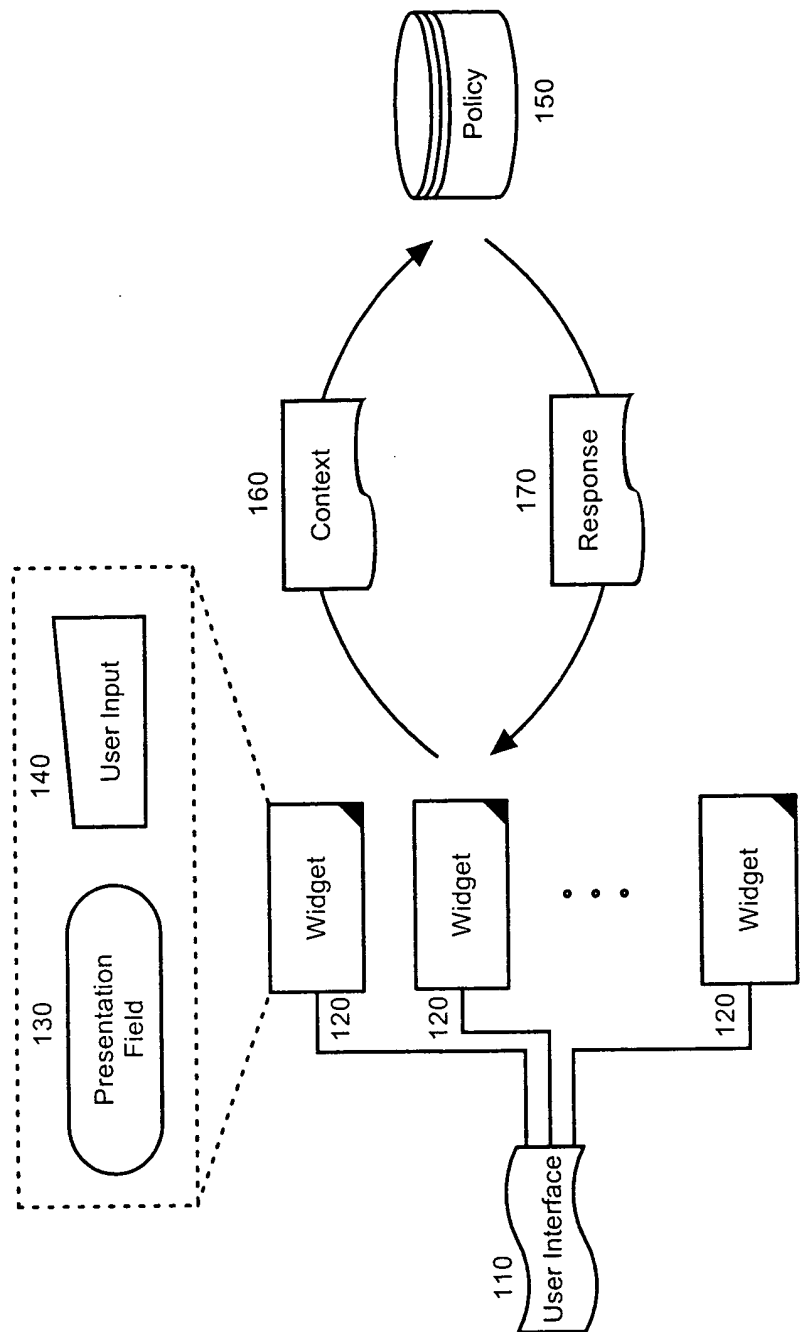 130
Presentation
Field
140
User Input
Widget
120
Widget
120
Widget
120
110
User Interface
160
Context
170
Response
Policy
150